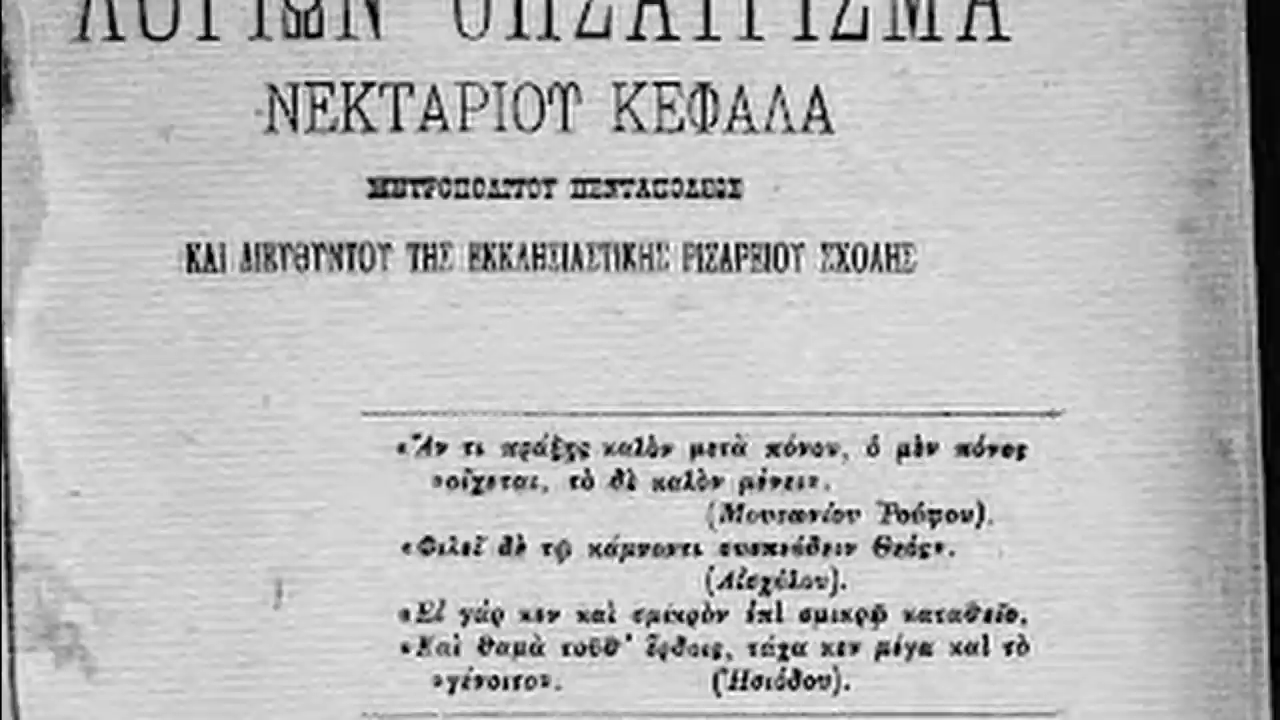 ΛΟΓΙΩΝ ΘΗΣΑΥΡΙΣΜΑ
ΝΕΚΤΑΡΙΟΥ ΚΕΦΑΛΑ
ΜΗΤΡΟΠΟΛΙΤΟΥ ΠΕΝΤΑΠΟΛΕΩΣ
ΚΑΙ ΔΙΕΥΘΥΝΤΟΥ ΤΗΣ ΕΚΚΛΗΣΙΑΣΤΙΚΗΣ ΡΙΖΑΡΕΙΟΥ ΣΧΟΛΗΣ
«Ἄν τι πράξῃς καλὸν μετὰ πόνου, ὁ μὲν πόνος
»οἴχεται, τὸ δὲ καλὸν μένει».
(Μουσωνίου Ῥούφου).
«Φιλεῖ δὲ τῷ κάμνοντι συσπεύδειν Θεός».
(Αἰσχύλου).
«Εἰ γάρ κεν καὶ σμικρὸν ἐπὶ σμικρῷ καταθεῖο,
«Καὶ θαμὰ τοῦθ' ἔρδοις, τάχα κεν μέγα καὶ τὸ
»γένοιτο». (Ἡσιόδου).